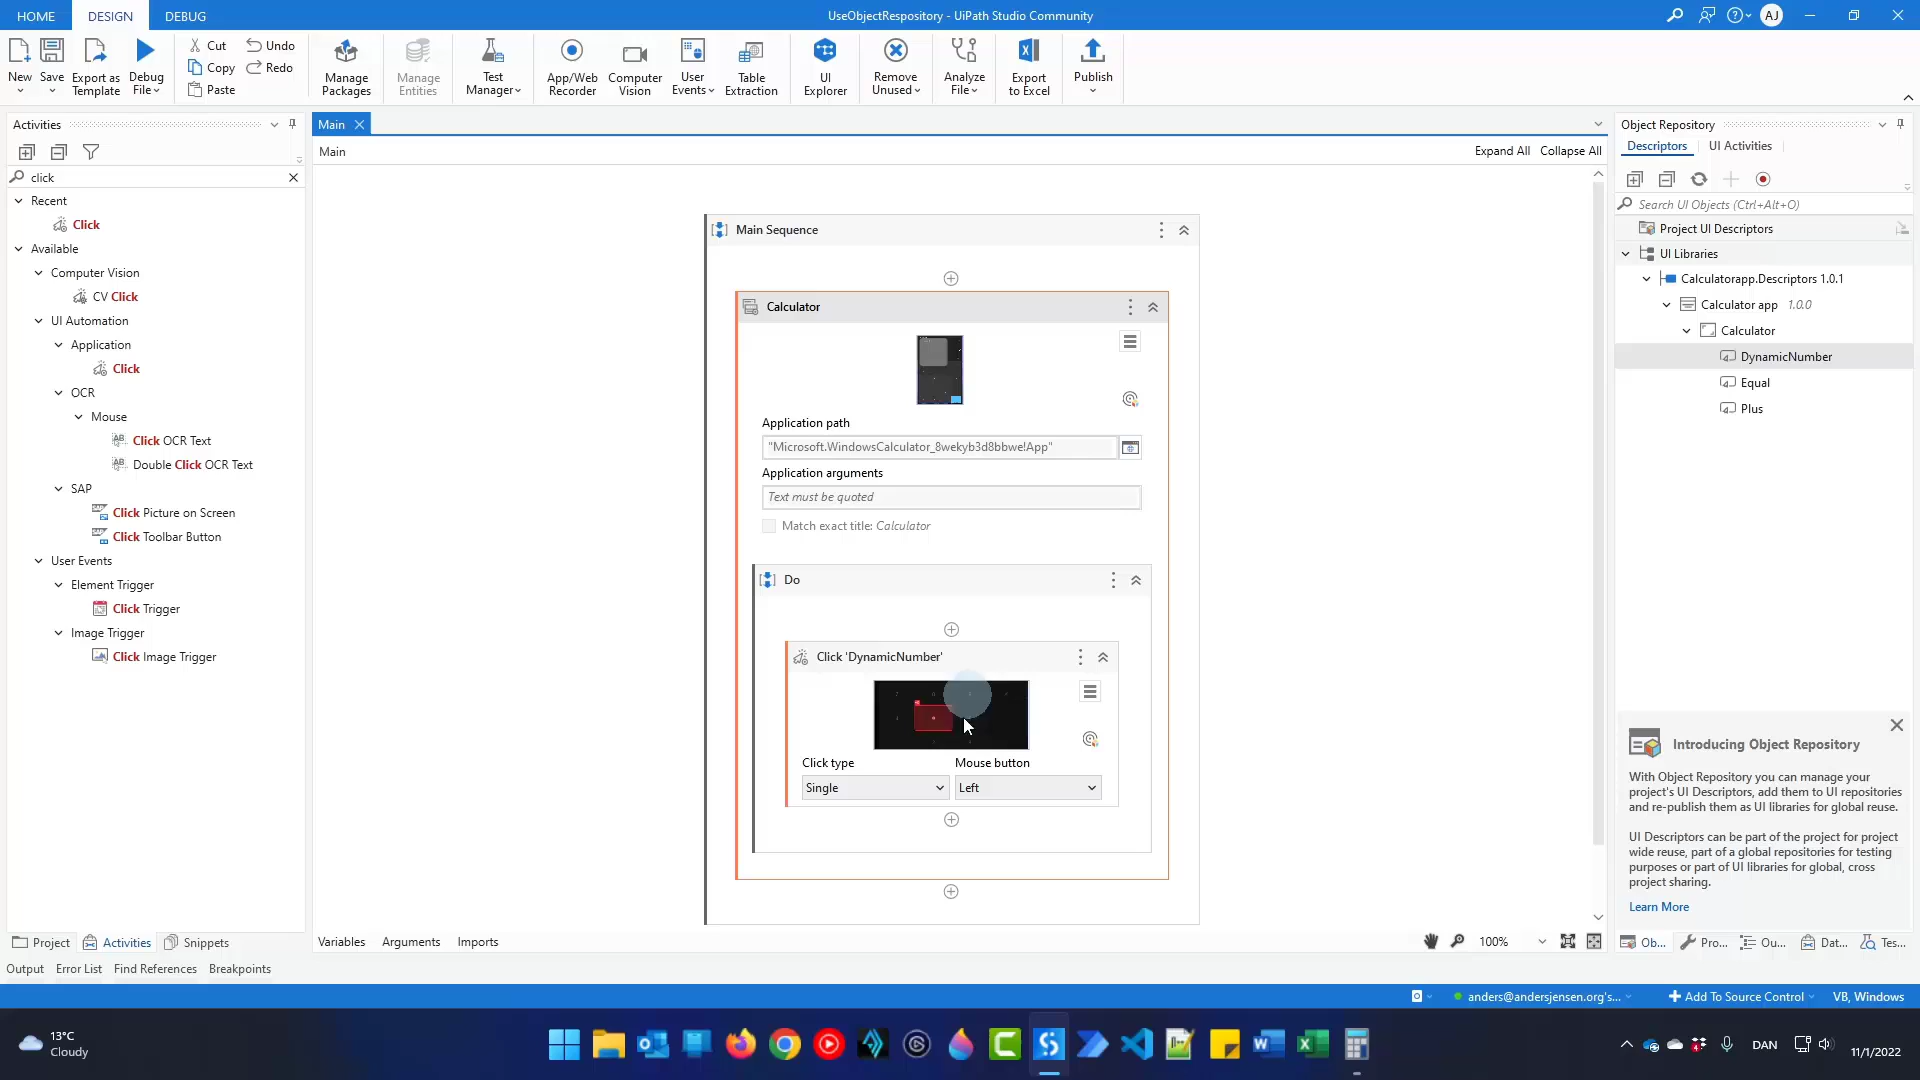 HOME DESIGN DEBUG
UseObjectRespository - UiPath Studio Community
AJ
New Save Export as Template Debug File
Cut Copy Paste Undo Redo
Manage Packages
Manage Entities
Test Manager
App/Web Recorder
Computer Vision
User Events
Table Extraction
UI Explorer
Remove Unused
Analyze File
Export to Excel
Publish
Activities
click
Recent
Click
Available
Computer Vision
CV Click
UI Automation
Application
Click
OCR
Mouse
Click OCR Text
Double Click OCR Text
SAP
Click Picture on Screen
Click Toolbar Button
User Events
Element Trigger
Click Trigger
Image Trigger
Click Image Trigger
Project Activities Snippets
Main
Main
Expand All Collapse All
Main Sequence
Calculator
Application path
"Microsoft.WindowsCalculator_8wekyb3d8bbwe!App"
Application arguments
Text must be quoted
Match exact title: Calculator
Do
Click 'DynamicNumber'
Click type Mouse button
Single Left
Variables Arguments Imports
100%
Object Repository
Descriptors UI Activities
Search UI Objects (Ctrl+Alt+O)
Project UI Descriptors
UI Libraries
Calculatorapp.Descriptors 1.0.1
Calculator app 1.0.0
Calculator
DynamicNumber
Equal
Plus
Introducing Object Repository
With Object Repository you can manage your
project's UI Descriptors, add them to UI repositories
and re-publish them as UI libraries for global reuse.
UI Descriptors can be part of the project for project
wide reuse, part of a global repositories for testing
purposes or part of UI libraries for global, cross
project sharing.
Learn More
Ob... Pro... Ou... Dat... Tes...
Output Error List Find References Breakpoints
anders@andersjensen.org's...
Add To Source Control
VB, Windows
13°C
Cloudy
DAN
11/1/2022